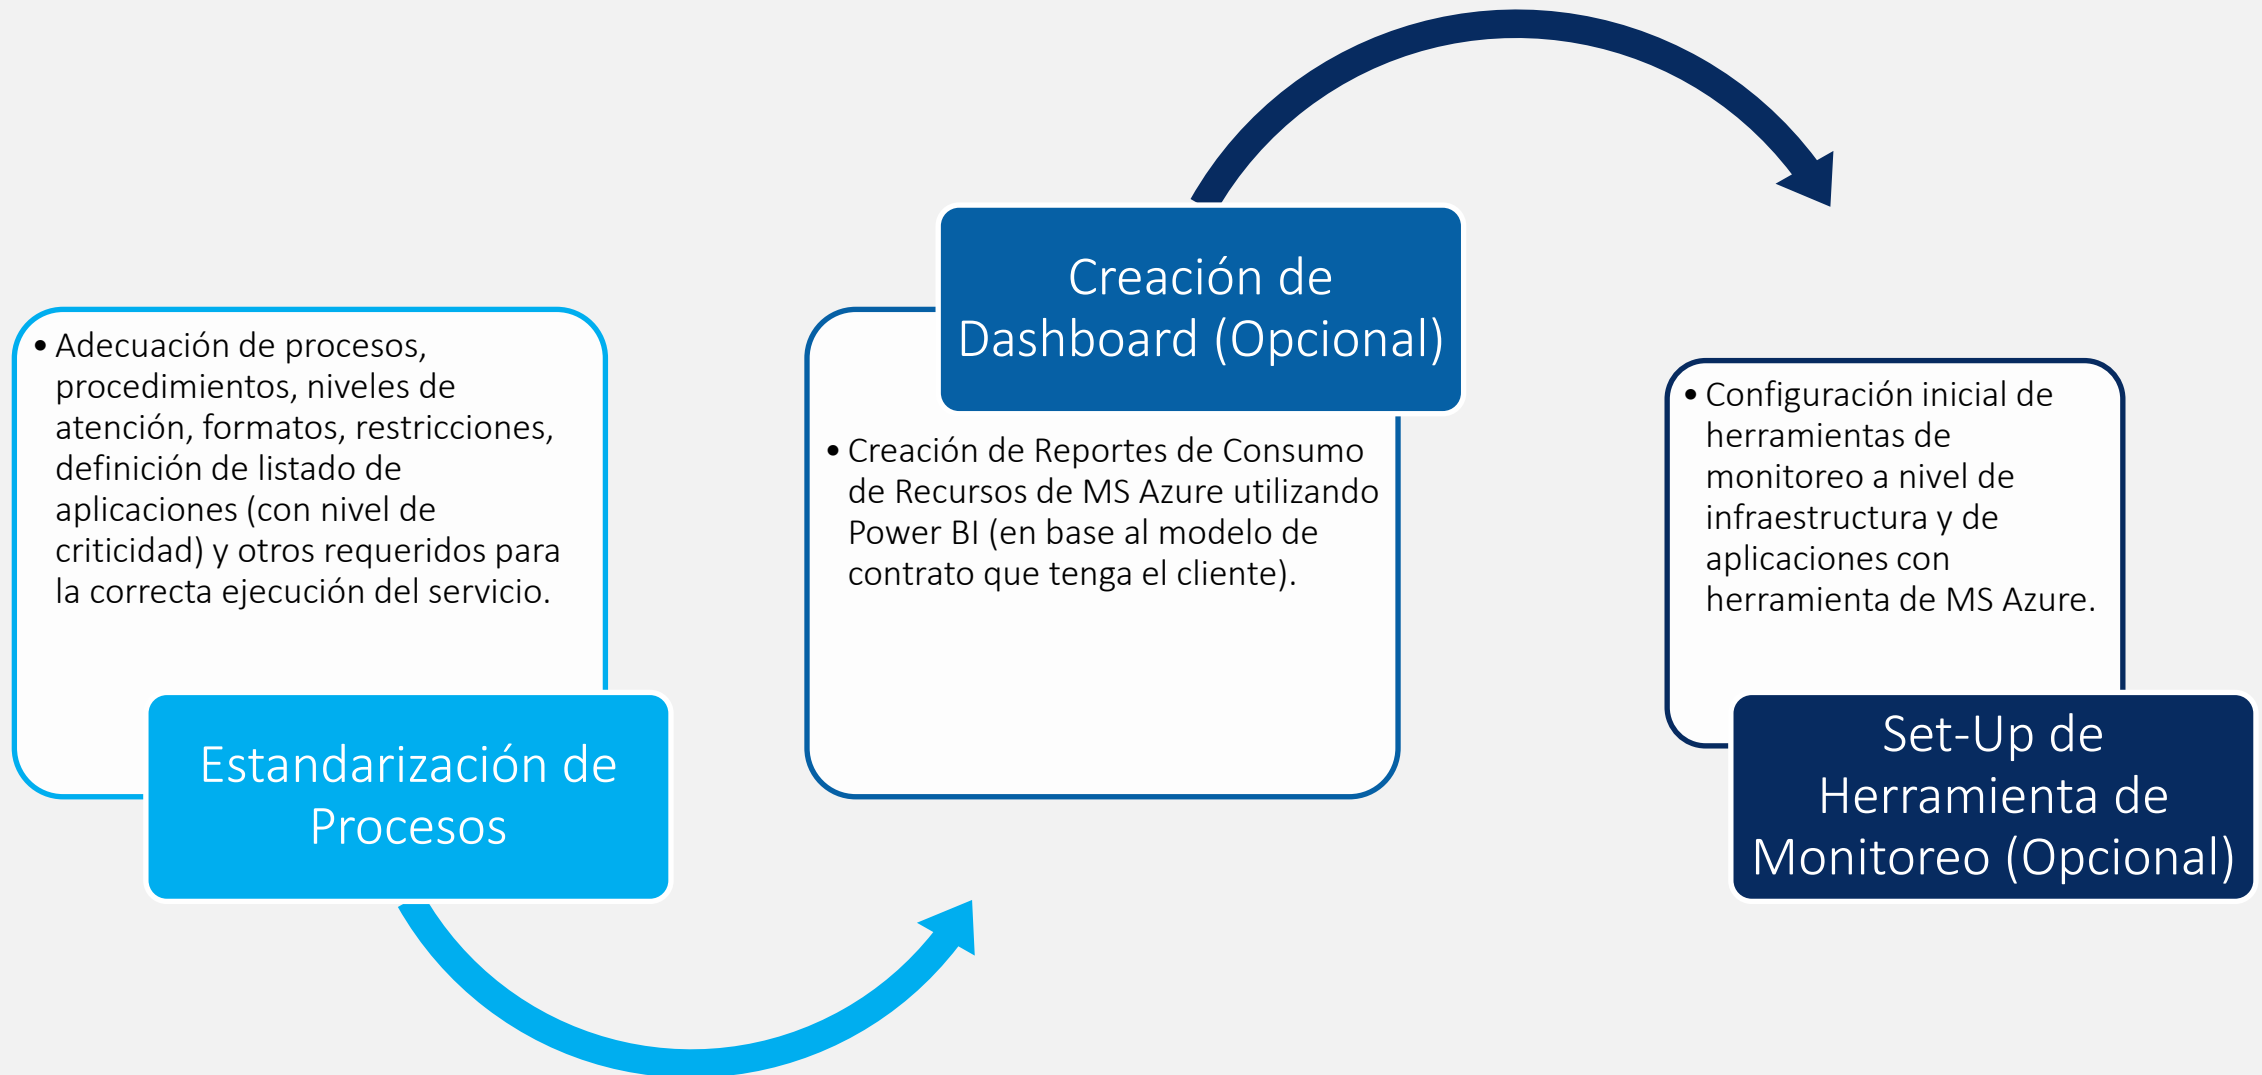 • Adecuación de procesos,
procedimientos, niveles de
atención, formatos, restricciones,
definición de listado de
aplicaciones (con nivel de
criticidad) y otros requeridos para
la correcta ejecución del servicio.
Estandarización de
Procesos
Creación de
Dashboard (Opcional)
• Creación de Reportes de Consumo
de Recursos de MS Azure utilizando
Power BI (en base al modelo de
contrato que tenga el cliente).
• Configuración inicial de
herramientas de
monitoreo a nivel de
infraestructura y de
aplicaciones con
herramienta de MS Azure.
Set-Up de
Herramienta de
Monitoreo (Opcional)